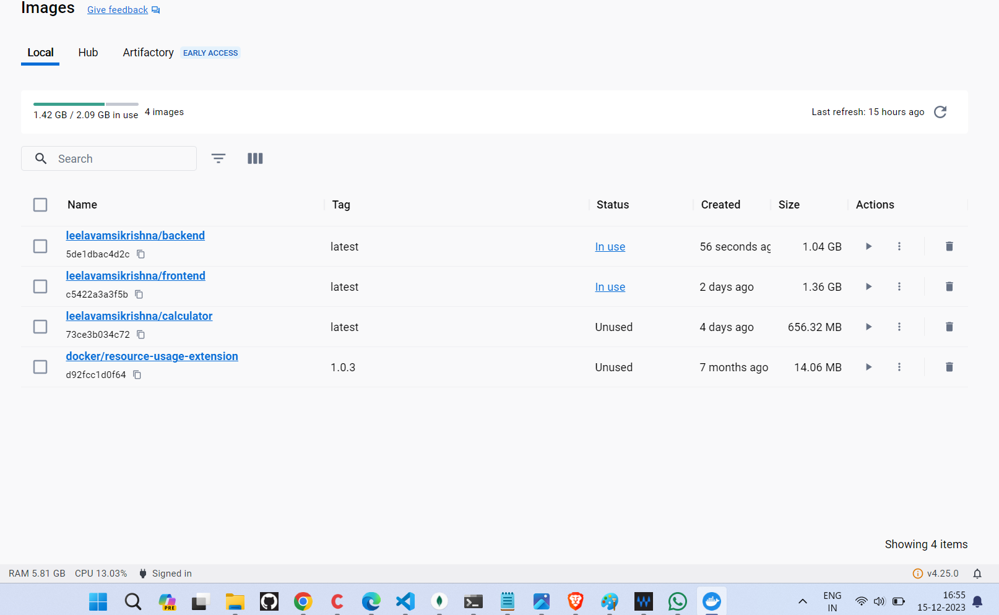 Images Give feedback
Local Hub Artifactory EARLY ACCESS
1.42 GB / 2.09 GB in use 4 images Last refresh: 15 hours ago
Search
Name Tag Status Created Size Actions
leelavamsikrishna/backend
5de1dbac4d2c latest In use 56 seconds ag 1.04 GB
leelavamsikrishna/frontend
c5422a3a3f5b latest In use 2 days ago 1.36 GB
leelavamsikrishna/calculator
73ce3b034c72 latest Unused 4 days ago 656.32 MB
docker/resource-usage-extension
d92fcc1d0f64 1.0.3 Unused 7 months ago 14.06 MB
Showing 4 items
RAM 5.81 GB CPU 13.03% Signed in v4.25.0
PRE
ENG 16:55
IN 15-12-2023